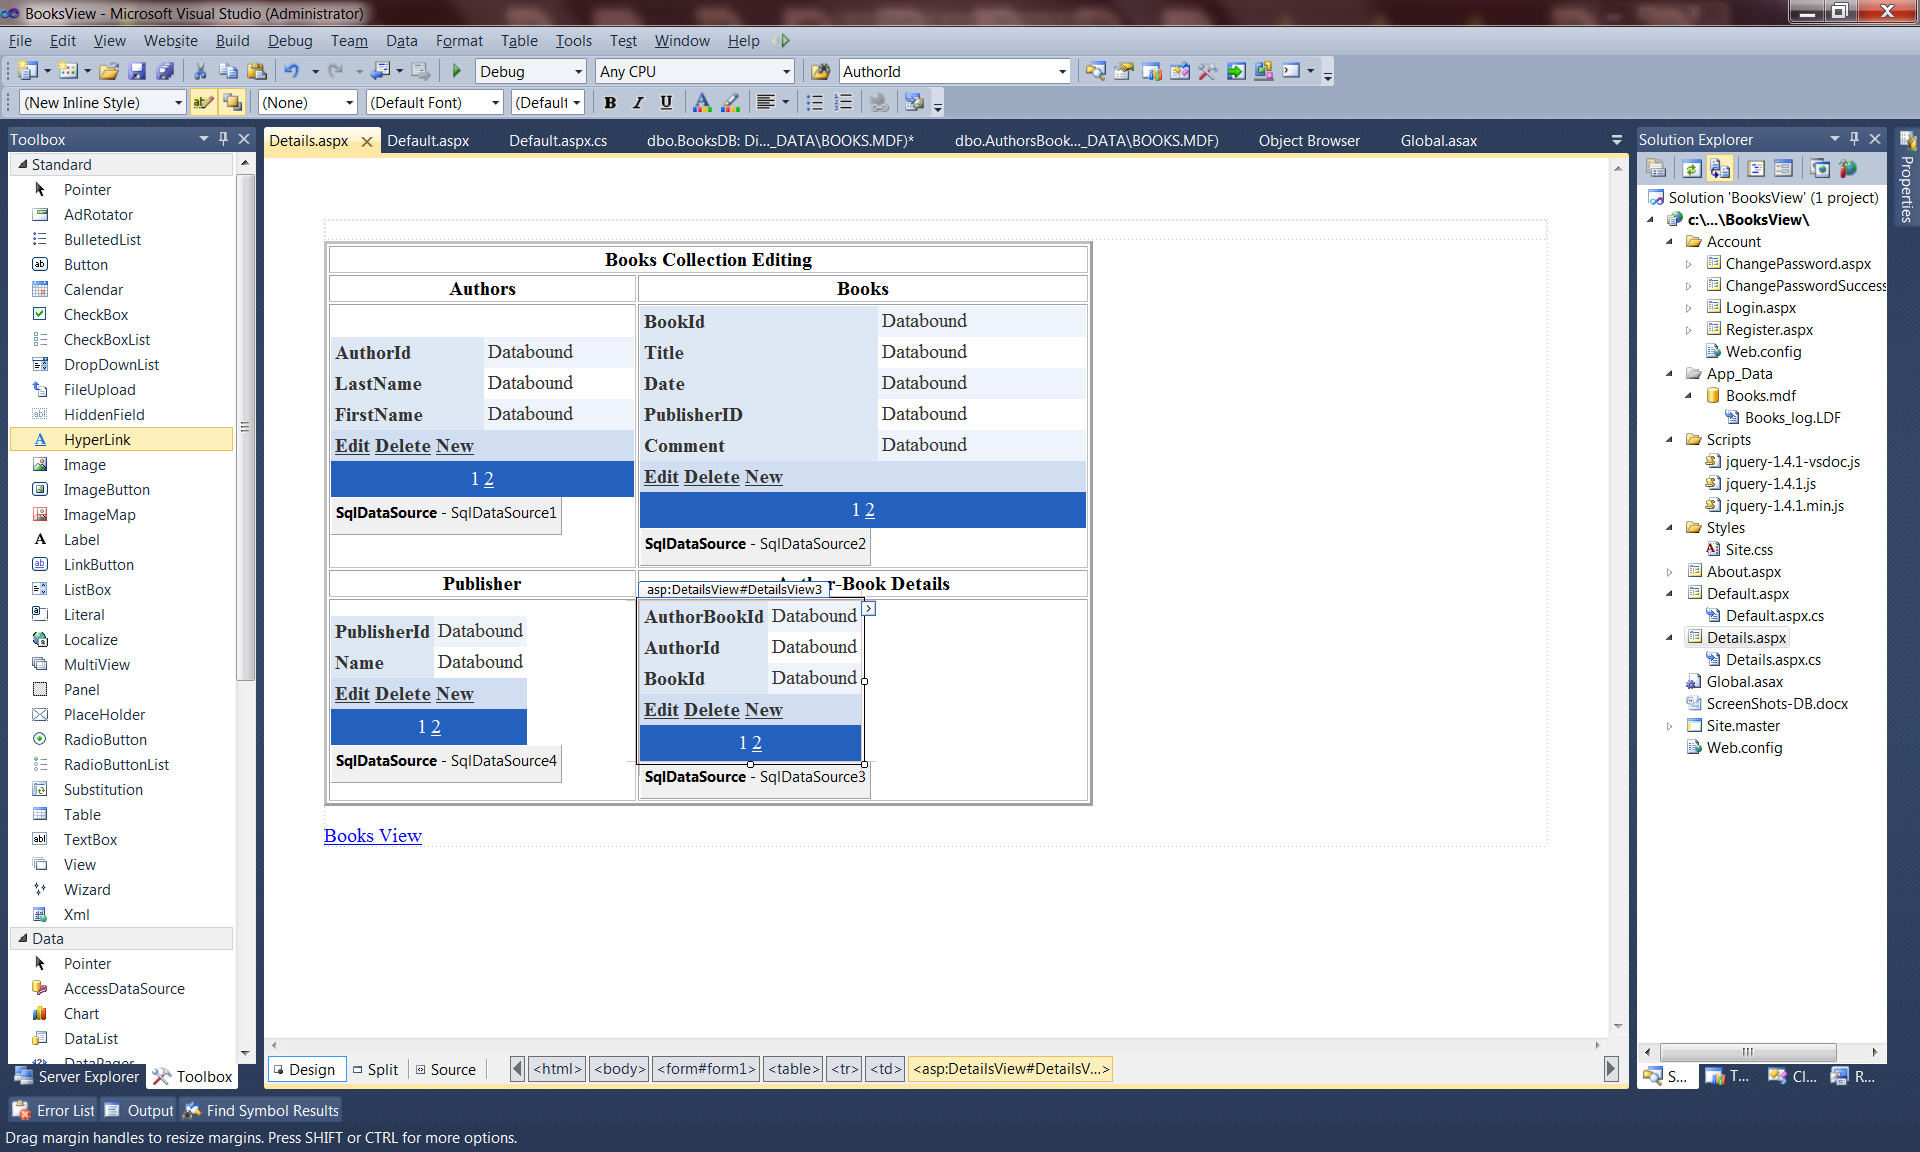 BooksView - Microsoft Visual Studio (Administrator)
File Edit View Website Build Debug Team Data Format Table Tools Test Window Help
Debug Any CPU AuthorId
(New Inline Style) (None) (Default Font) (Default B I U
Toolbox
Standard
Pointer
AdRotator
BulletedList
Button
Calendar
CheckBox
CheckBoxList
DropDownList
FileUpload
HiddenField
HyperLink
Image
ImageButton
ImageMap
Label
LinkButton
ListBox
Literal
Localize
MultiView
Panel
PlaceHolder
RadioButton
RadioButtonList
Substitution
Table
TextBox
View
Wizard
Xml
Data
Pointer
AccessDataSource
Chart
DataList
DataPager
Server Explorer Toolbox
Details.aspx Default.aspx Default.aspx.cs dbo.BooksDB: Di..._DATA\BOOKS.MDF)* dbo.AuthorsBook..._DATA\BOOKS.MDF) Object Browser Global.asax
Books Collection Editing
Authors Books
AuthorId Databound
LastName Databound
FirstName Databound
Edit Delete New
1 2
SqlDataSource - SqlDataSource1
BookId Databound
Title Databound
Date Databound
PublisherID Databound
Comment Databound
Edit Delete New
1 2
SqlDataSource - SqlDataSource2
Publisher
-Book Details
asp:DetailsView#DetailsView3
PublisherId Databound
Name Databound
Edit Delete New
1 2
SqlDataSource - SqlDataSource4
AuthorBookId Databound
AuthorId Databound
BookId Databound
Edit Delete New
1 2
SqlDataSource - SqlDataSource3
Books View
Design Split Source <html> <body> <form#form1> <table> <tr> <td> <asp:DetailsView#DetailsV...>
Solution Explorer
Solution 'BooksView' (1 project)
c:\...\BooksView\
Account
ChangePassword.aspx
ChangePasswordSuccess
Login.aspx
Register.aspx
Web.config
App_Data
Books.mdf
Books_log.LDF
Scripts
jquery-1.4.1-vsdoc.js
jquery-1.4.1.js
jquery-1.4.1.min.js
Styles
Site.css
About.aspx
Default.aspx
Default.aspx.cs
Details.aspx
Details.aspx.cs
Global.asax
ScreenShots-DB.docx
Site.master
Web.config
S... T... Cl... R...
Properties
Error List Output Find Symbol Results
Drag margin handles to resize margins. Press SHIFT or CTRL for more options.